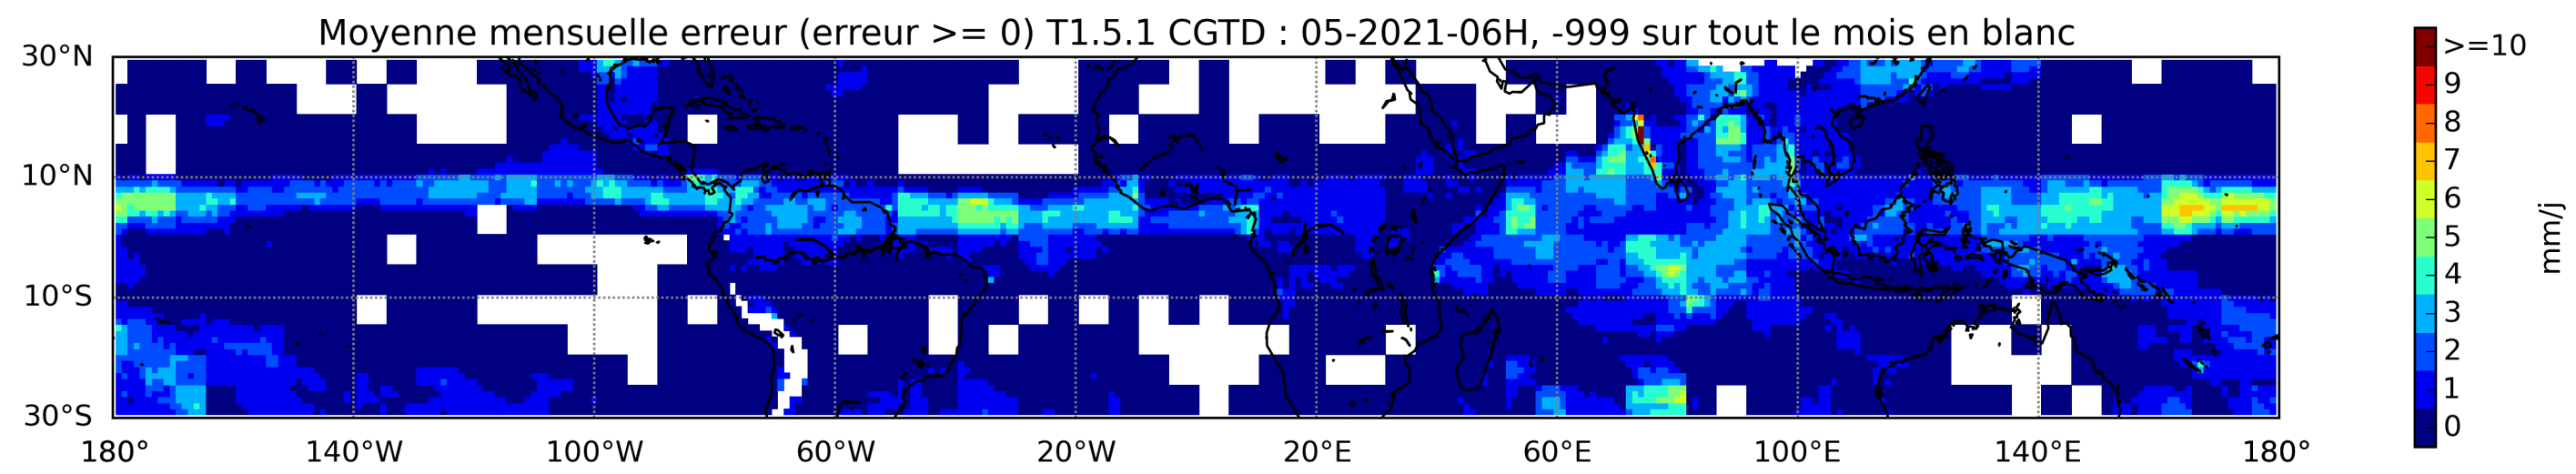 Moyenne mensuelle erreur (erreur >= 0) T1.5.1 CGTD : 05-2021-06H, -999 sur tout le mois en blanc
30°N
10°N
10°S
30°S
180° 140°W 100°W 60°W 20°W 20°E 60°E 100°E 140°E 180°
>=10
9
8
7
6
5
4
3
2
1
0
mm/j